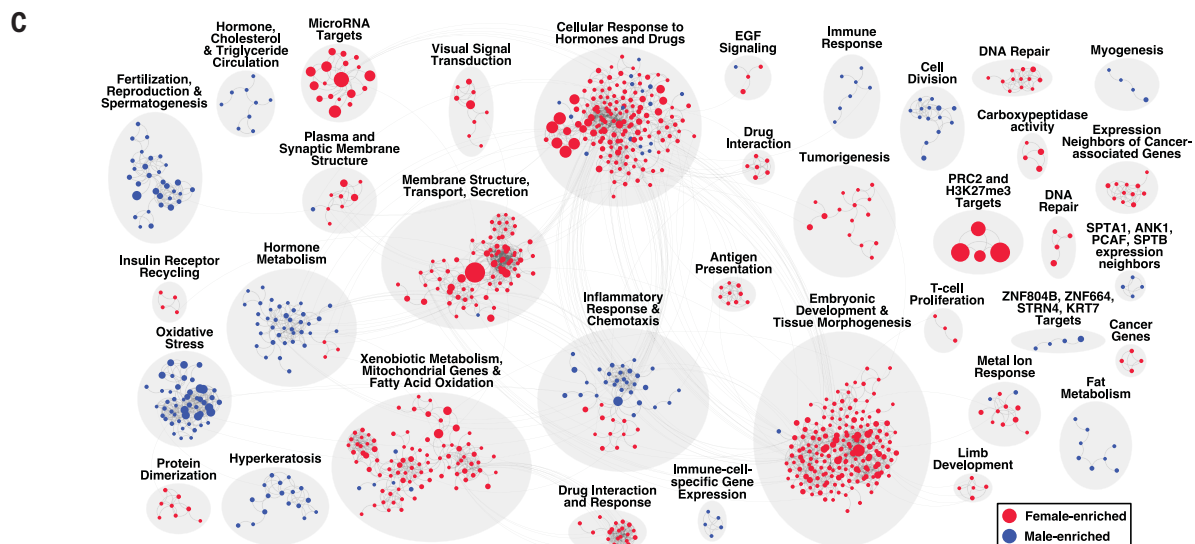 C
Hormone,
Cholesterol
& Triglyceride
Circulation
MicroRNA
Targets
Visual Signal
Transduction
Cellular Response to
Hormones and Drugs
EGF
Signaling
Immune
Response
DNA Repair
Myogenesis
Fertilization,
Reproduction &
Spermatogenesis
Cell
Division
Plasma and
Synaptic Membrane
Structure
Drug
Interaction
Carboxypeptidase
activity
Expression
Neighbors of Cancer-
associated Genes
Membrane Structure,
Transport, Secretion
Tumorigenesis
PRC2 and
H3K27me3
Targets
DNA
Repair
SPTA1, ANK1,
PCAF, SPTB
expression
neighbors
Insulin Receptor
Recycling
Hormone
Metabolism
Antigen
Presentation
Inflammatory
Response
& Chemotaxis
Embryonic
Development &
Tissue Morphogenesis
T-cell
Proliferation
ZNF804B, ZNF664,
STRN4, KRT7
Targets
Cancer
Genes
Oxidative
Stress
Xenobiotic Metabolism,
Mitochondrial Genes &
Fatty Acid Oxidation
Metal Ion
Response
Fat
Metabolism
Protein
Dimerization
Hyperkeratosis
Drug Interaction
and Response
Immune-cell-
specific Gene
Expression
Limb
Development
Female-enriched
Male-enriched